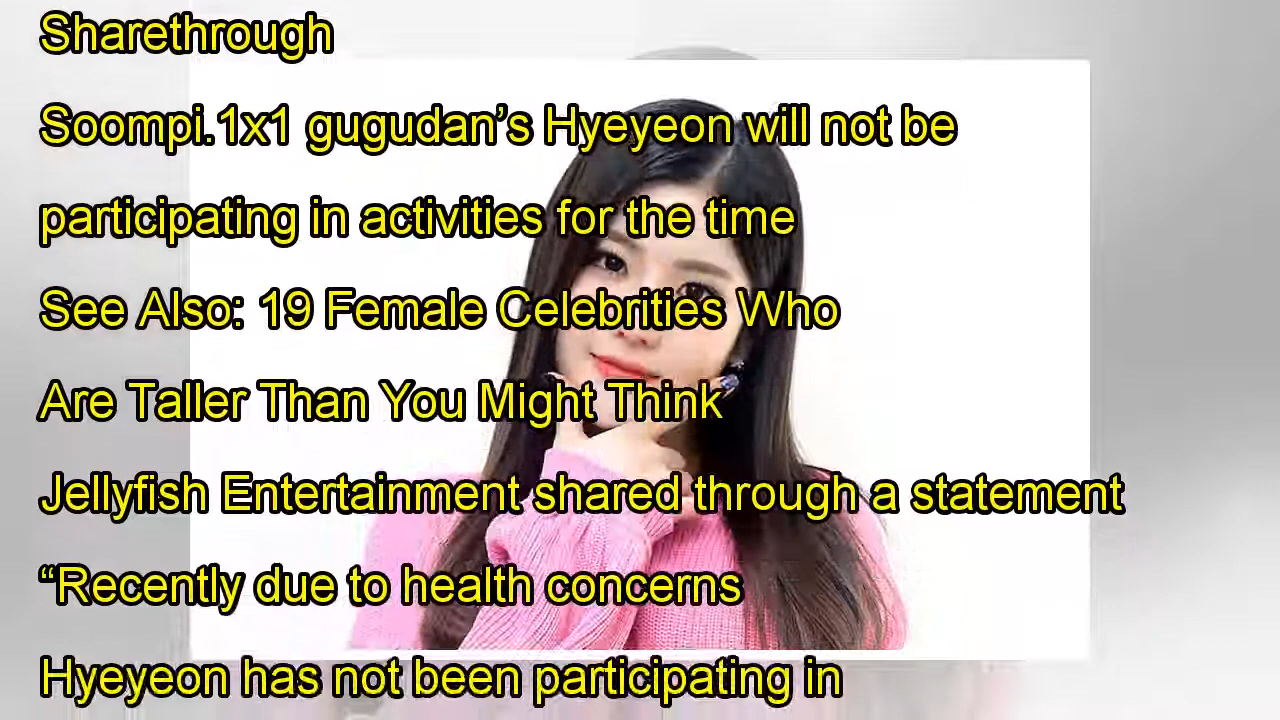 Sharethrough
Soompi.1x1 gugudan’s Hyeyeon will not be
participating in activities for the time
See Also: 19 Female Celebrities Who
Are Taller Than You Might Think
Jellyfish Entertainment shared through a statement
“Recently due to health concerns
Hyeyeon has not been participating in